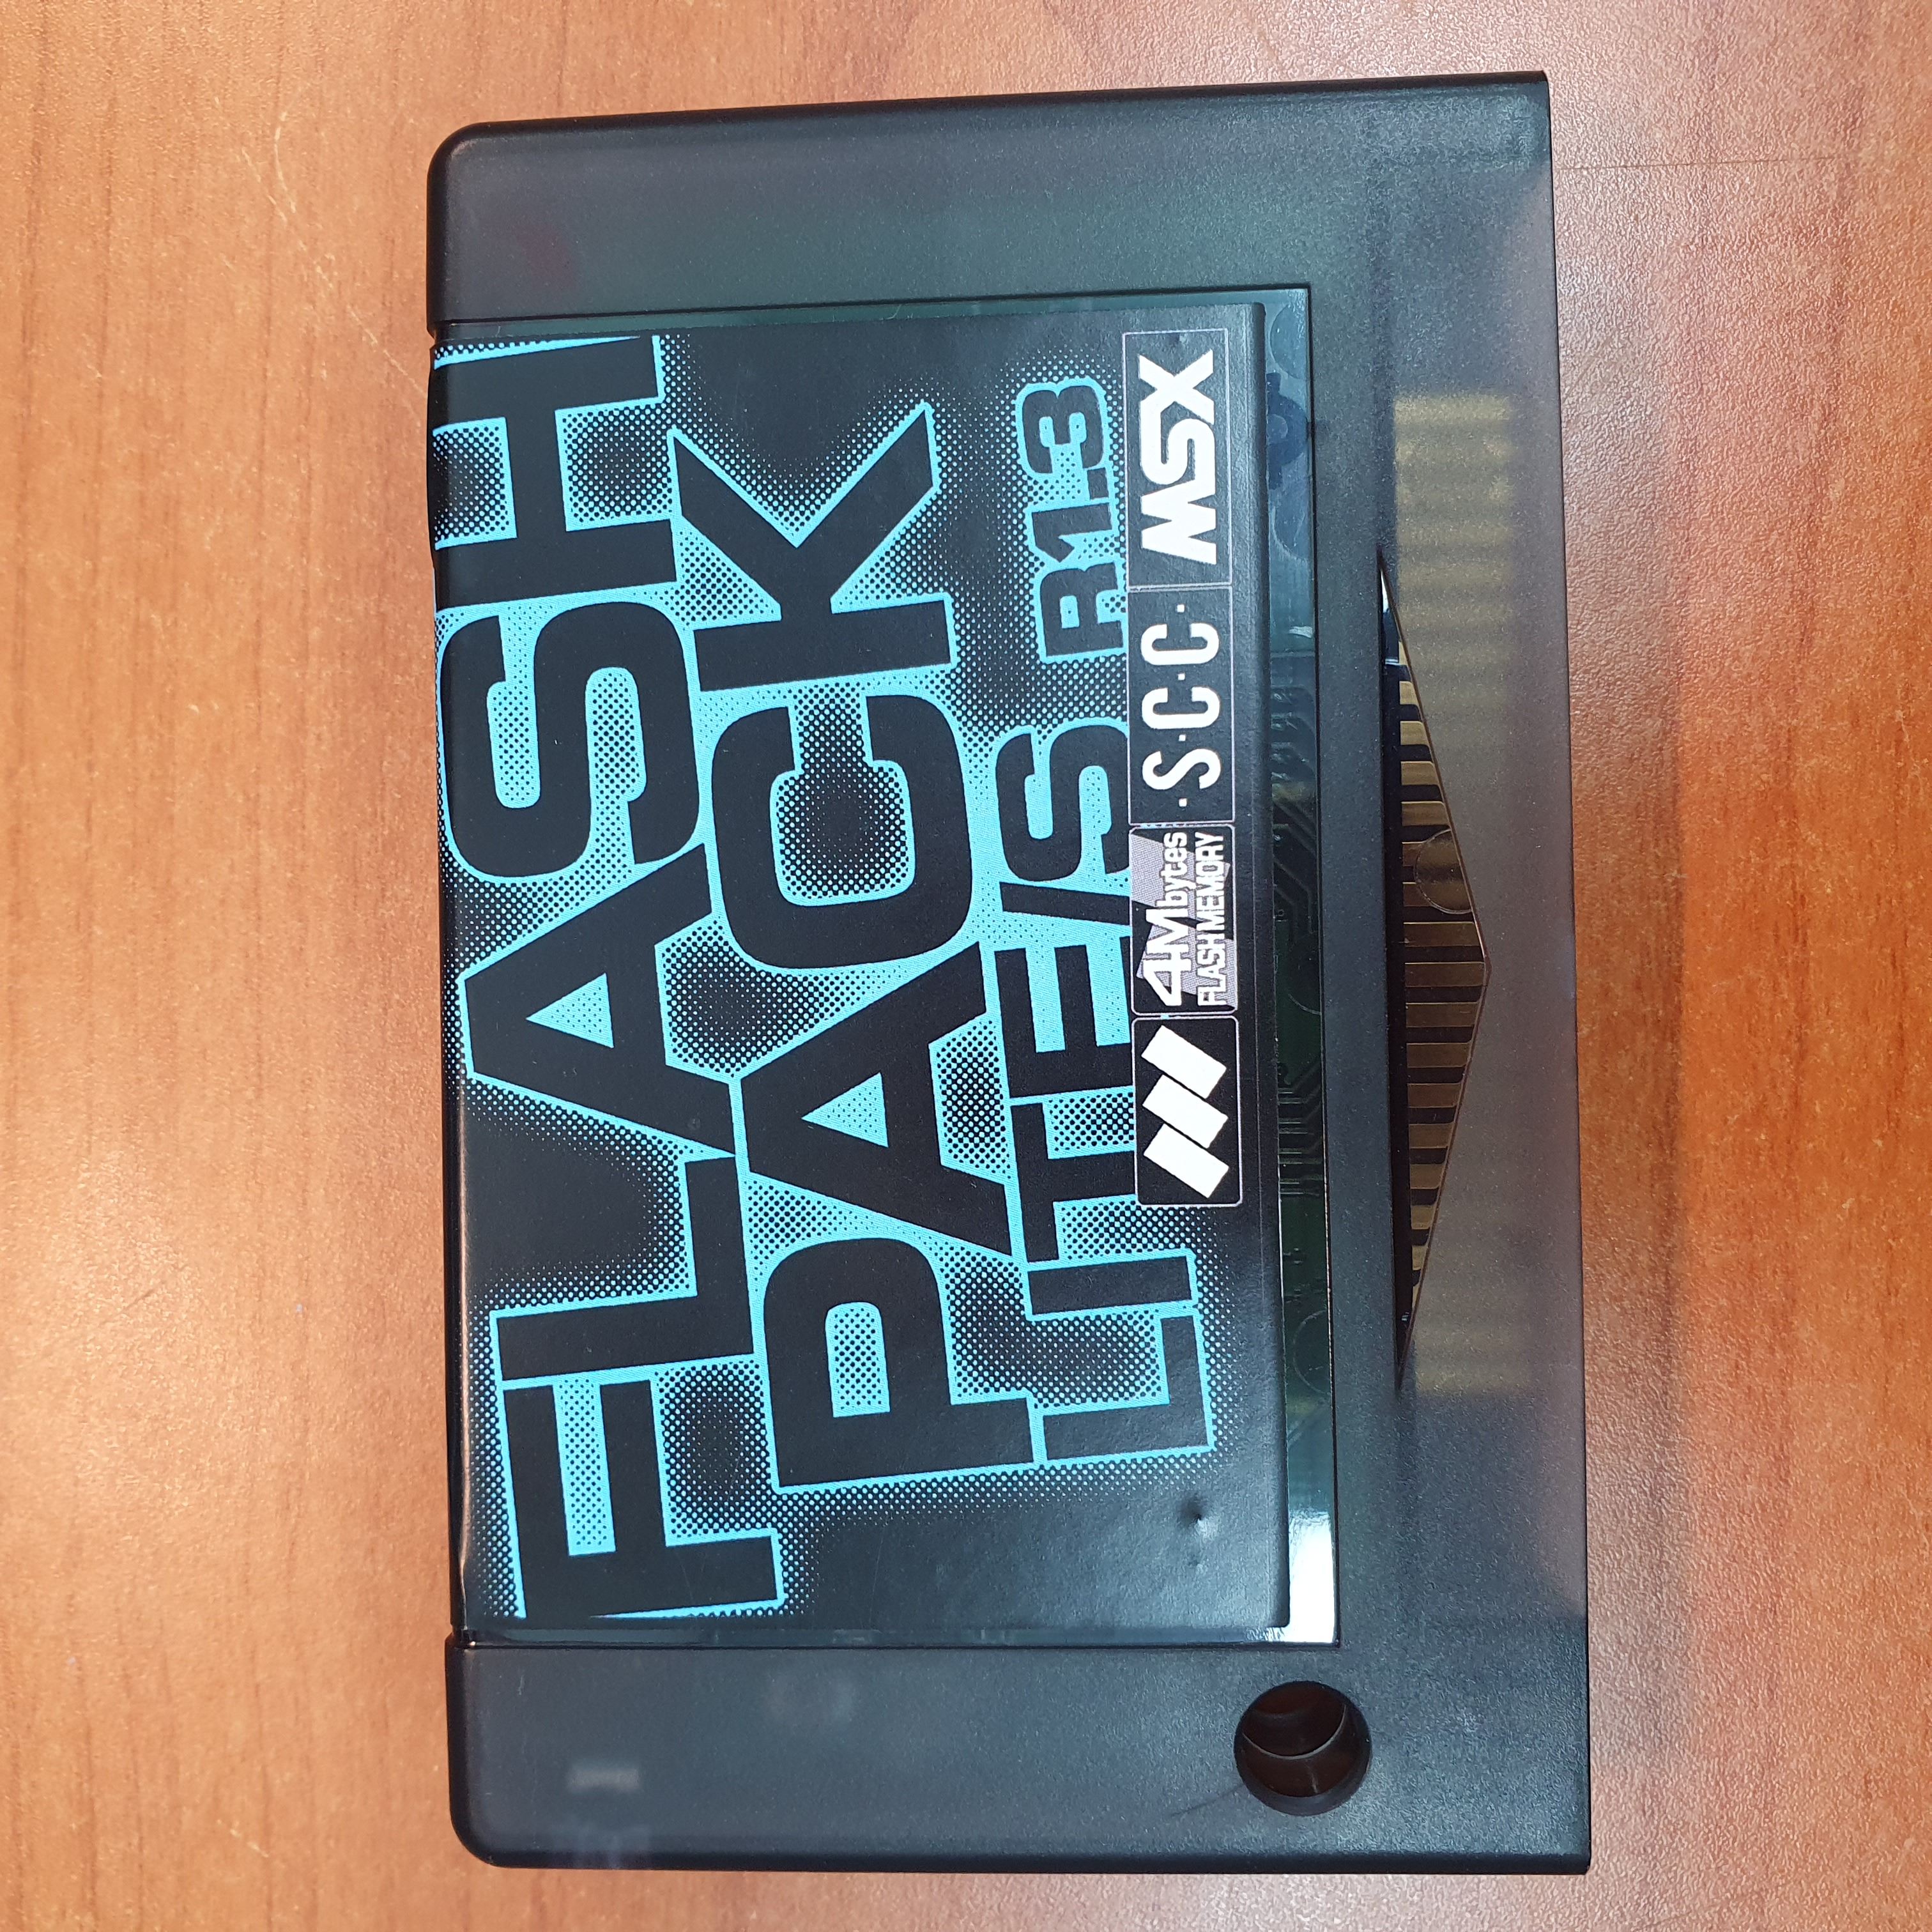 FLASH
PACK
LITE/S R1.3
4Mbytes
FLASH MEMORY
·S·C·C·
MSX